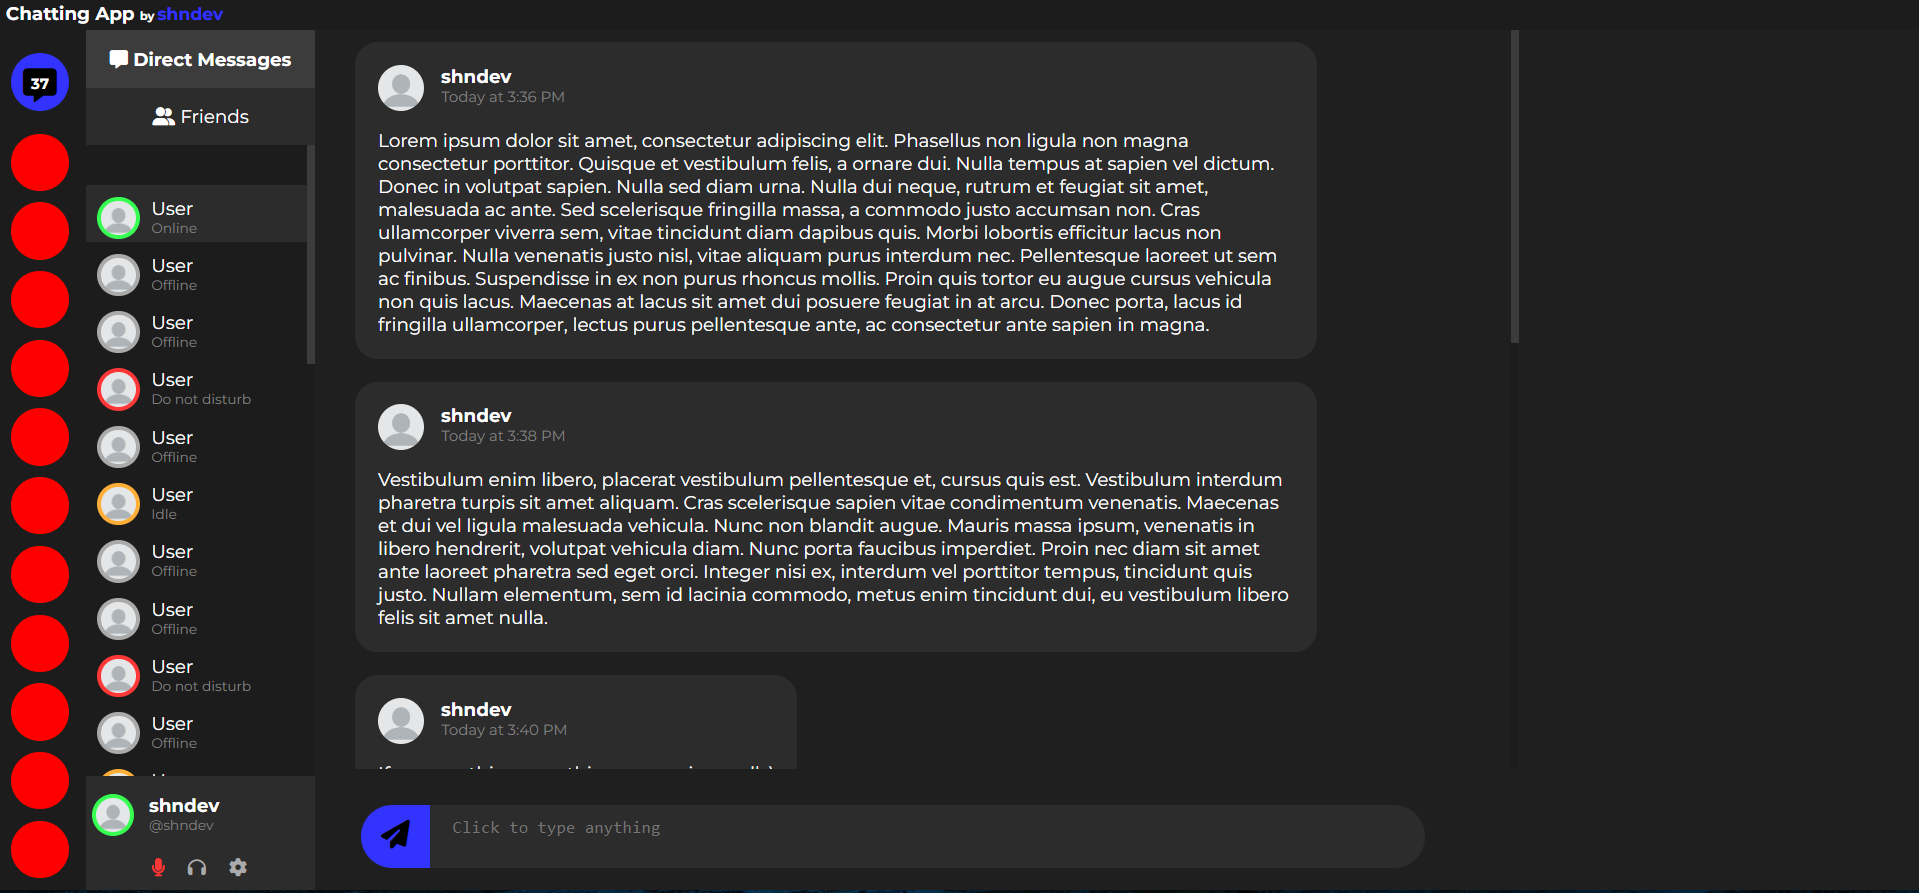 Chatting App by shndev
37
Direct Messages
Friends
User
Online
User
Offline
User
Offline
User
Do not disturb
User
Offline
User
Idle
User
Offline
User
Offline
User
Do not disturb
User
Offline
shndev
@shndev
shndev
Today at 3:36 PM
Lorem ipsum dolor sit amet, consectetur adipiscing elit. Phasellus non ligula non magna
consectetur porttitor. Quisque et vestibulum felis, a ornare dui. Nulla tempus at sapien vel dictum.
Donec in volutpat sapien. Nulla sed diam urna. Nulla dui neque, rutrum et feugiat sit amet,
malesuada ac ante. Sed scelerisque fringilla massa, a commodo justo accumsan non. Cras
ullamcorper viverra sem, vitae tincidunt diam dapibus quis. Morbi lobortis efficitur lacus non
pulvinar. Nulla venenatis justo nisl, vitae aliquam purus interdum nec. Pellentesque laoreet ut sem
ac finibus. Suspendisse in ex non purus rhoncus mollis. Proin quis tortor eu augue cursus vehicula
non quis lacus. Maecenas at lacus sit amet dui posuere feugiat in at arcu. Donec porta, lacus id
fringilla ullamcorper, lectus purus pellentesque ante, ac consectetur ante sapien in magna.
shndev
Today at 3:38 PM
Vestibulum enim libero, placerat vestibulum pellentesque et, cursus quis est. Vestibulum interdum
pharetra turpis sit amet aliquam. Cras scelerisque sapien vitae condimentum venenatis. Maecenas
et dui vel ligula malesuada vehicula. Nunc non blandit augue. Mauris massa ipsum, venenatis in
libero hendrerit, volutpat vehicula diam. Nunc porta faucibus imperdiet. Proin nec diam sit amet
ante laoreet pharetra sed eget orci. Integer nisi ex, interdum vel porttitor tempus, tincidunt quis
justo. Nullam elementum, sem id lacinia commodo, metus enim tincidunt dui, eu vestibulum libero
felis sit amet nulla.
shndev
Today at 3:40 PM
Click to type anything